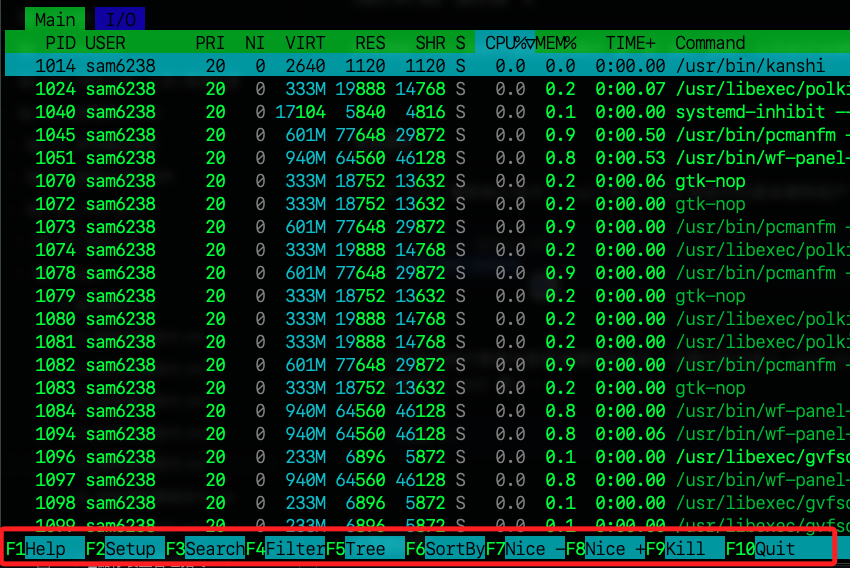 Main I/O
PID USER PRI NI VIRT RES SHR S CPU%▽MEM% TIME+ Command
1014 sam6238 20 0 2640 1120 1120 S 0.0 0.0 0:00.00 /usr/bin/kanshi
1024 sam6238 20 0 333M 19888 14768 S 0.0 0.2 0:00.07 /usr/libexec/polki
1040 sam6238 20 0 17104 5840 4816 S 0.0 0.1 0:00.00 systemd-inhibit --
1045 sam6238 20 0 601M 77648 29872 S 0.0 0.9 0:00.50 /usr/bin/pcmanfm -
1051 sam6238 20 0 940M 64560 46128 S 0.0 0.8 0:00.53 /usr/bin/wf-panel-
1070 sam6238 20 0 333M 18752 13632 S 0.0 0.2 0:00.06 gtk-nop
1072 sam6238 20 0 333M 18752 13632 S 0.0 0.2 0:00.00 gtk-nop
1073 sam6238 20 0 601M 77648 29872 S 0.0 0.9 0:00.00 /usr/bin/pcmanfm -
1074 sam6238 20 0 333M 19888 14768 S 0.0 0.2 0:00.00 /usr/libexec/polki
1078 sam6238 20 0 601M 77648 29872 S 0.0 0.9 0:00.00 /usr/bin/pcmanfm -
1079 sam6238 20 0 333M 18752 13632 S 0.0 0.2 0:00.00 gtk-nop
1080 sam6238 20 0 333M 19888 14768 S 0.0 0.2 0:00.00 /usr/libexec/polki
1081 sam6238 20 0 333M 19888 14768 S 0.0 0.2 0:00.00 /usr/libexec/polki
1082 sam6238 20 0 601M 77648 29872 S 0.0 0.9 0:00.00 /usr/bin/pcmanfm -
1083 sam6238 20 0 333M 18752 13632 S 0.0 0.2 0:00.00 gtk-nop
1084 sam6238 20 0 940M 64560 46128 S 0.0 0.8 0:00.00 /usr/bin/wf-panel-
1094 sam6238 20 0 940M 64560 46128 S 0.0 0.8 0:00.06 /usr/bin/wf-panel-
1096 sam6238 20 0 233M 6896 5872 S 0.0 0.1 0:00.00 /usr/libexec/gvfsd
1097 sam6238 20 0 940M 64560 46128 S 0.0 0.8 0:00.00 /usr/bin/wf-panel-
1098 sam6238 20 0 233M 6896 5872 S 0.0 0.1 0:00.00 /usr/libexec/gvfsd
1099 sam6238 20 0 233M 6896 5872 S 0.0 0.1 0:00.00 /usr/libexec/gvfsd
F1Help F2Setup F3SearchF4FilterF5Tree F6SortByF7Nice -F8Nice +F9Kill F10Quit